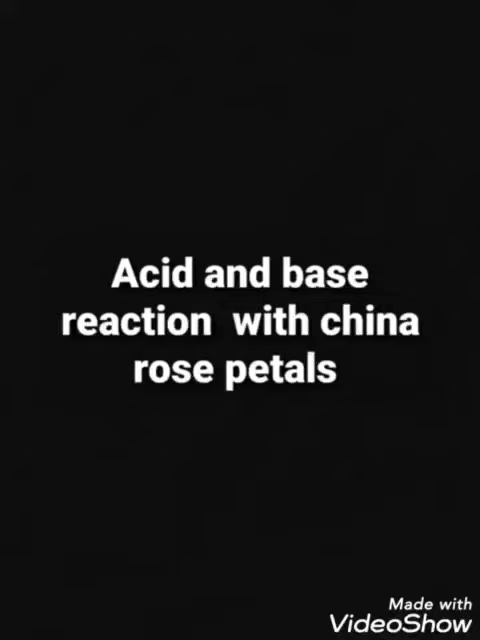 Acid and base
reaction with china
rose petals
Made with
VideoShow